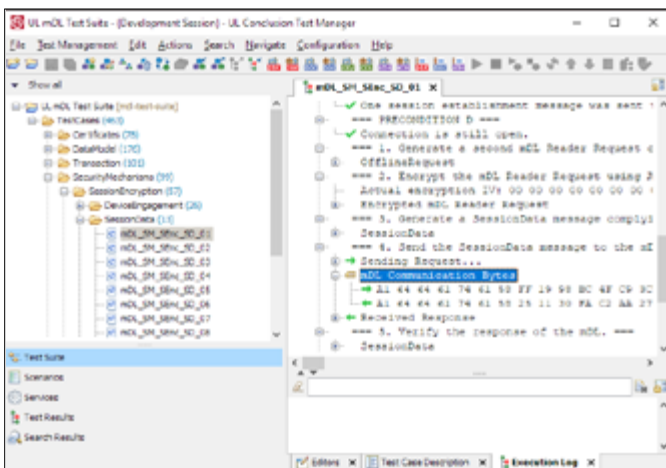 UL mDL Test Suite - (Development Session) - UL Conclusion Test Manager
File Test Management Edit Actions Search Navigate Configuration Help
Show all
UL mDL Test Suite [mdl-test-suite]
TestCases
Certificates
DataModel
Transaction (101)
SecurityMechanisms (99)
SessionEncryption (57)
DeviceEngagement (26)
SessionData (13)
mDL_SM_SEnc_SD_01
mDL_SM_SEnc_SD_02
mDL_SM_SEnc_SD_03
mDL_SM_SEnc_SD_04
mDL_SM_SEnc_SD_05
mDL_SM_SEnc_SD_06
mDL_SM_SEnc_SD_07
mDL_SM_SEnc_SD_08
Test Suite
Scenarios
Services
Test Results
Search Results
mDL_SM_SEnc_SD_01
One session establishment message was sent
=== PRECONDITION D ===
Connection is still open.
=== 1. Generate a second mDL Reader Request
OfflineRequest
=== 2. Encrypt the mDL Reader Request using
Actual encryption IV: 00 00 00 00 00 00 00
Encrypted mDL Reader Request
=== 3. Generate a SessionData message complyi
SessionData
=== 4. Send the SessionData message to the mD
Sending Request...
mDL Communication Bytes
A1 64 64 61 74 61 58 FF 19 98 BC 4F C9
A1 64 64 61 74 61 58 25 11 30 FA C2 AA 27
Received Response
=== 5. Verify the response of the mDL. ===
SessionData
Editors
Test Case Description
Execution Log